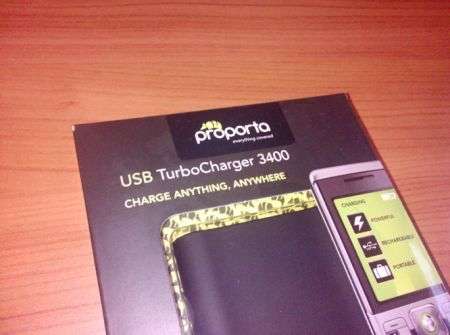 proporta
everything covered
USB TurboCharger 3400
CHARGE ANYTHING, ANYWHERE
CHARGING
POWERFUL
RECHARGEABLE
PORTABLE